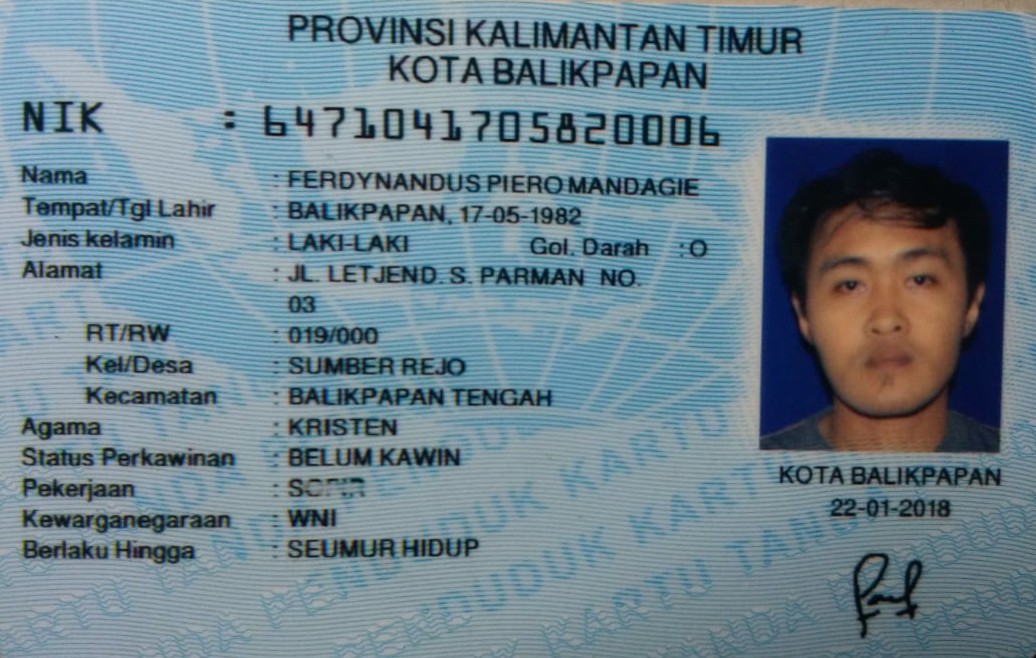 PROVINSI KALIMANTAN TIMUR
KOTA BALIKPAPAN
NIK : 6471041705820006
Nama : FERDYNANDUS PIERO MANDAGIE
Tempat/Tgl Lahir : BALIKPAPAN, 17-05-1982
Jenis kelamin : LAKI-LAKI Gol. Darah : O
Alamat : JL. LETJEND. S. PARMAN NO.
03
RT/RW : 019/000
Kel/Desa : SUMBER REJO
Kecamatan : BALIKPAPAN TENGAH
Agama : KRISTEN
Status Perkawinan : BELUM KAWIN
Pekerjaan : SOPIR
Kewarganegaraan : WNI
Berlaku Hingga : SEUMUR HIDUP
KOTA BALIKPAPAN
22-01-2018